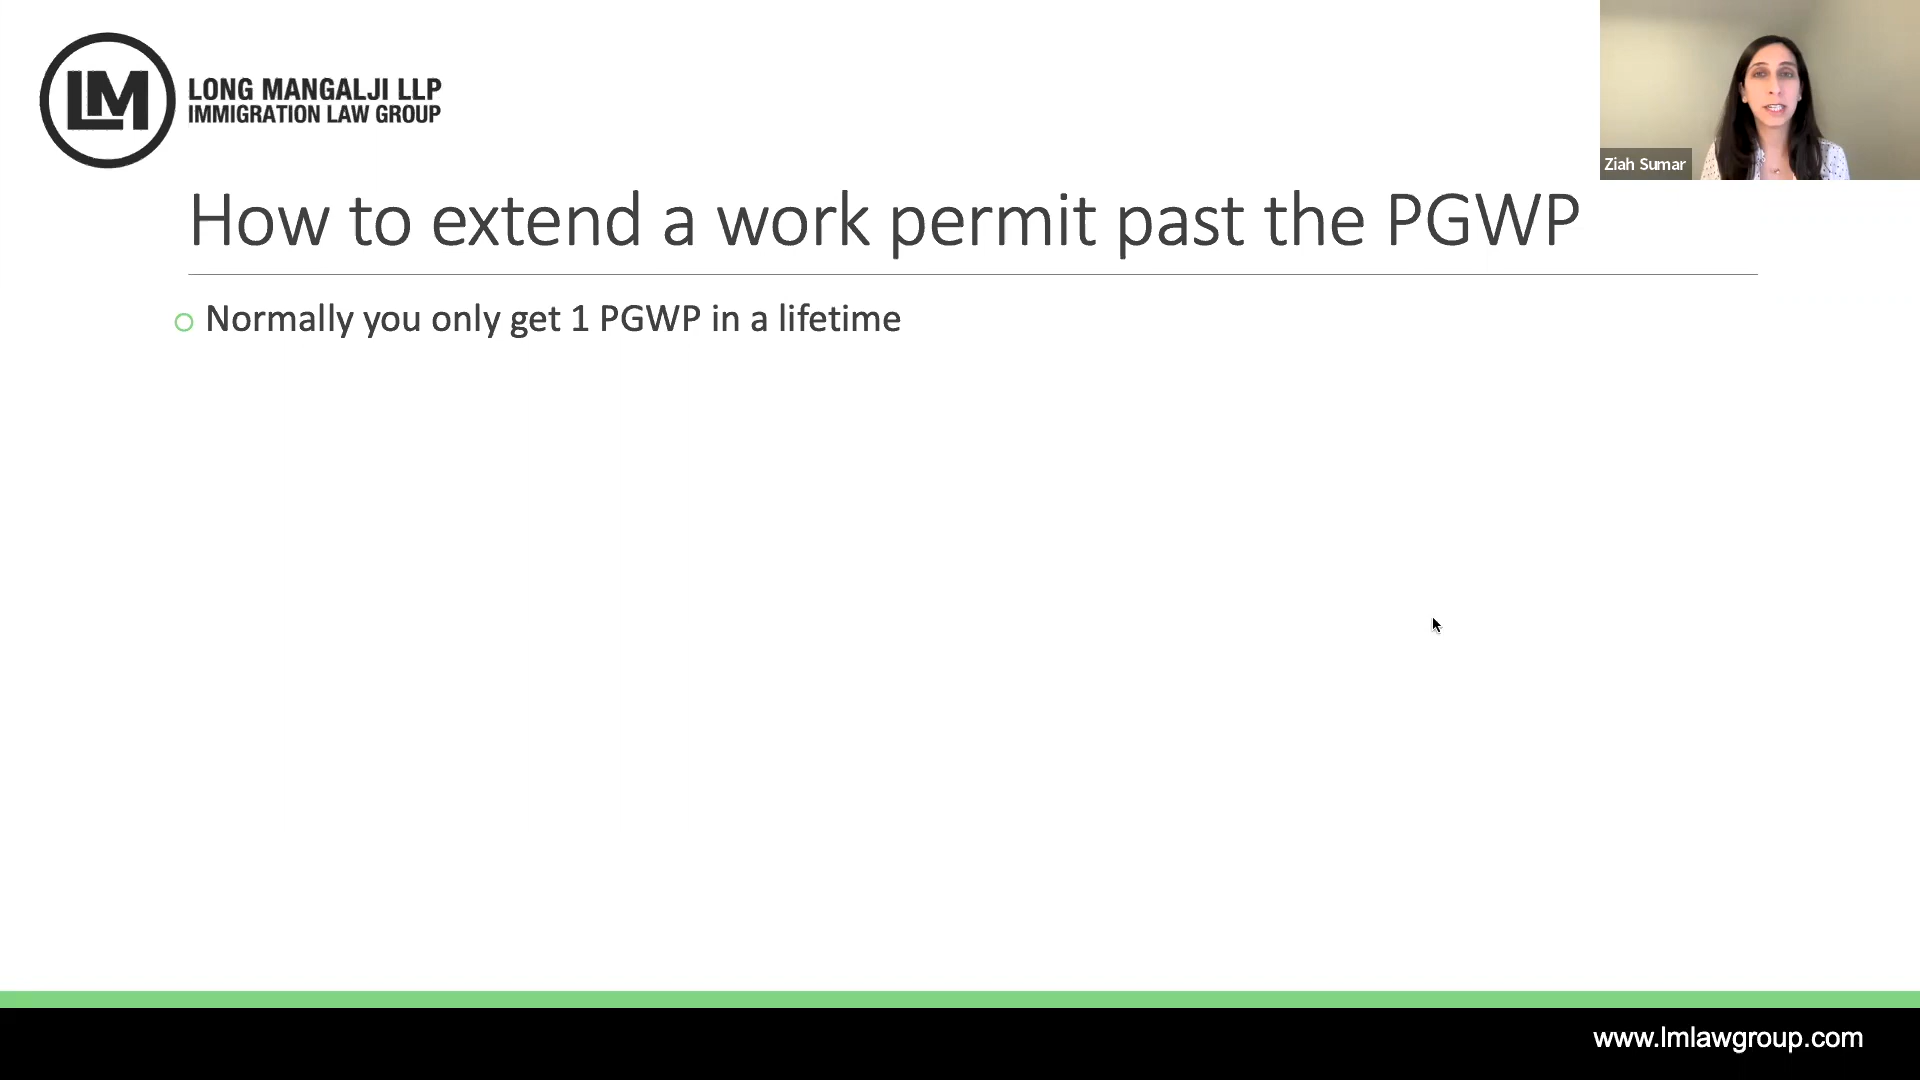 LM
LONG MANGALJI LLP
IMMIGRATION LAW GROUP
Ziah Sumar
How to extend a work permit past the PGWP
Normally you only get 1 PGWP in a lifetime
www.lmlawgroup.com